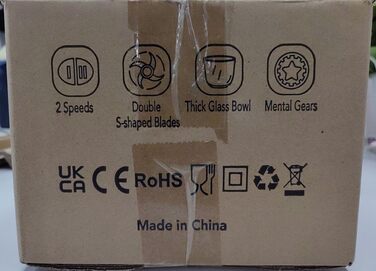 2 Speeds
Double
S-shaped Blades
Thick Glass Bowl
Mental Gears
UK
CA CE RoHS
Made in China